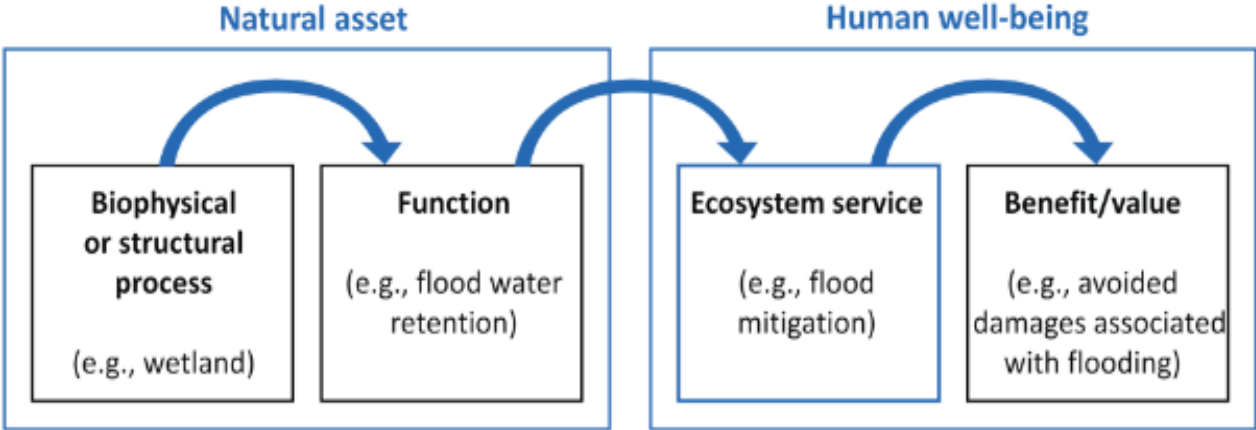 Natural asset
Human well-being
Biophysical
or structural
process
(e.g., wetland)
Function
(e.g., flood water
retention)
Ecosystem service
(e.g., flood
mitigation)
Benefit/value
(e.g., avoided
damages associated
with flooding)